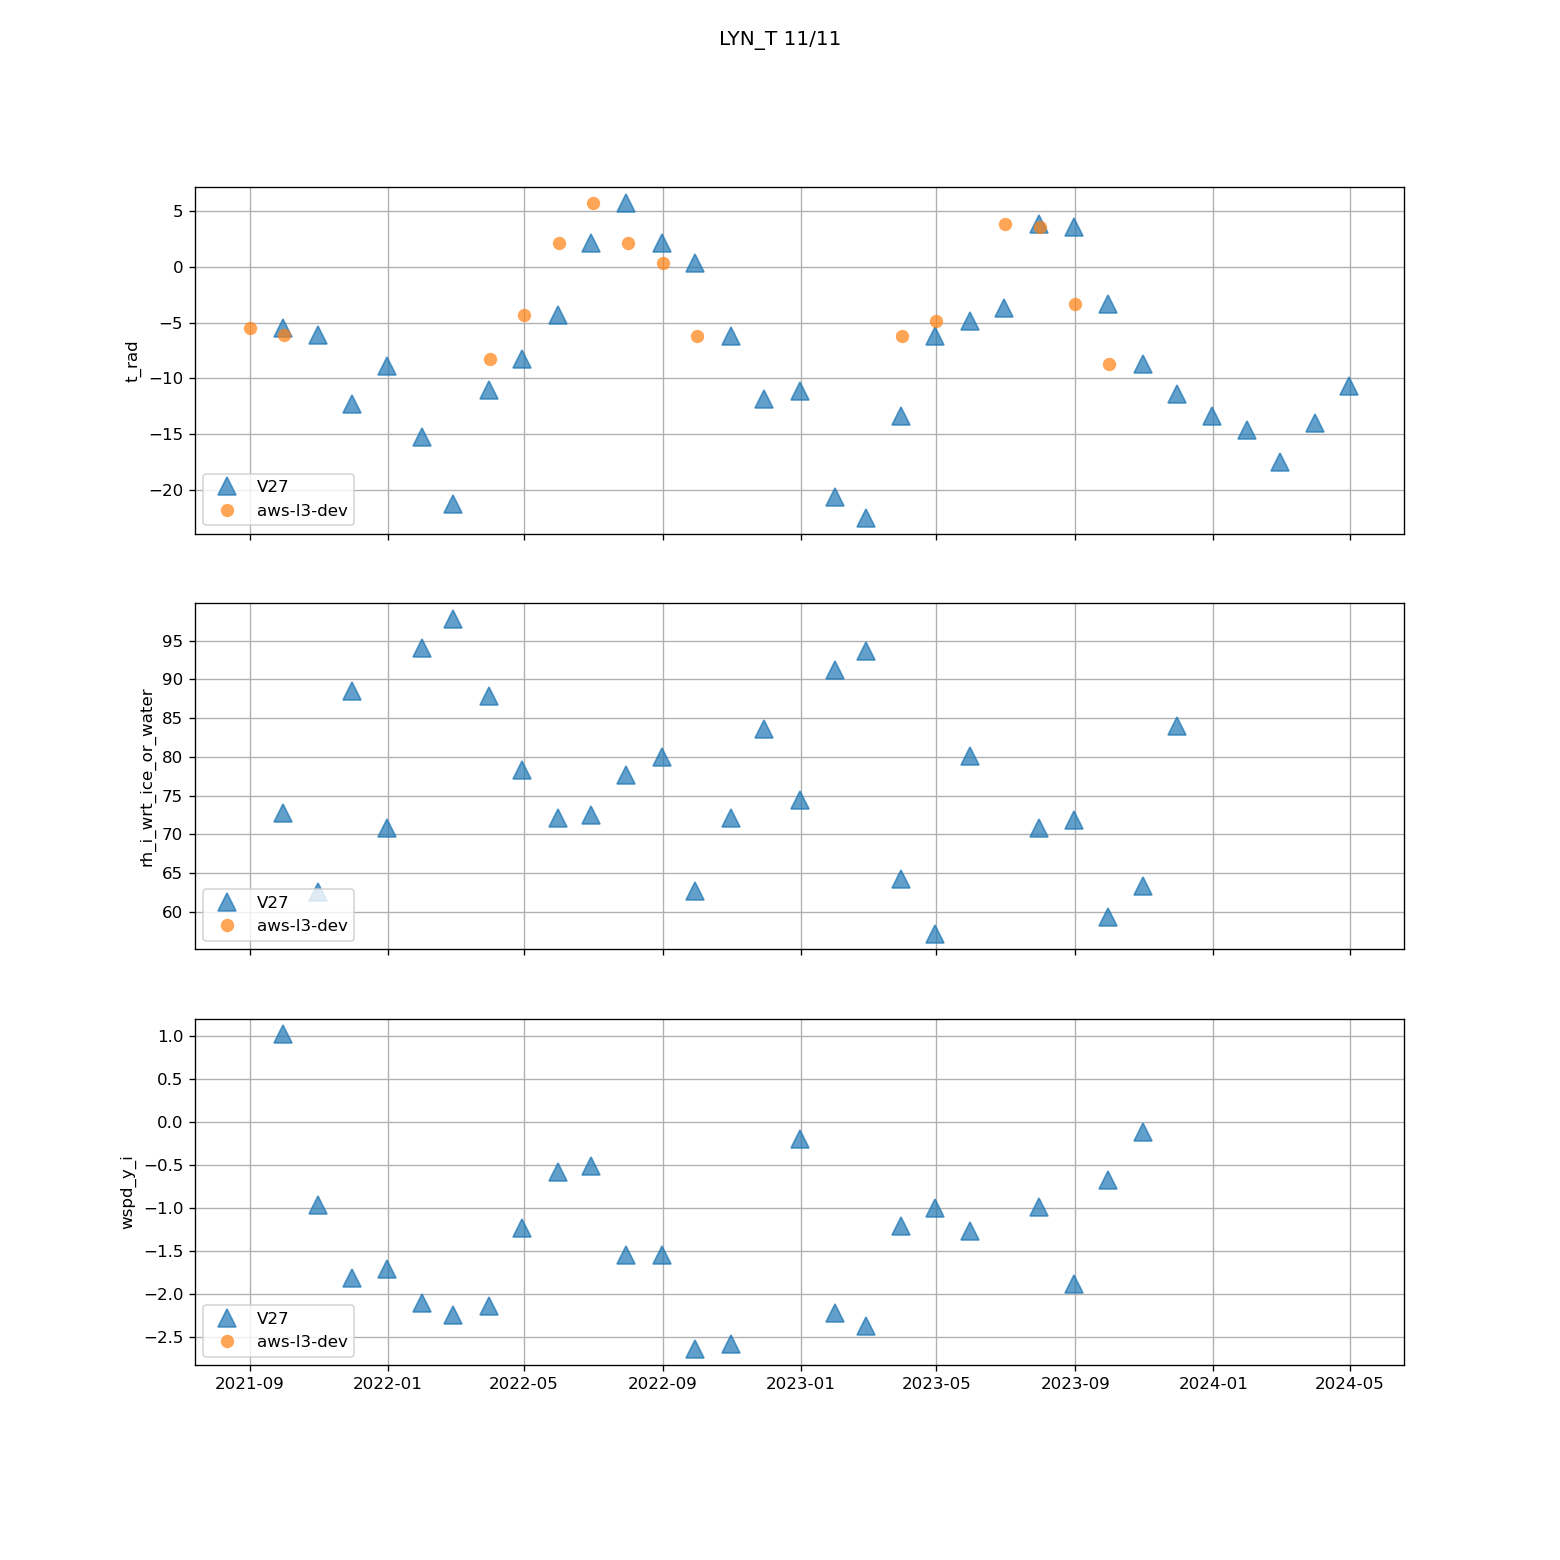 LYN_T 11/11
t_rad
5
0
−5
−10
−15
−20
V27
aws-l3-dev
rh_i_wrt_ice_or_water
95
90
85
80
75
70
65
60
V27
aws-l3-dev
wspd_y_i
1.0
0.5
0.0
−0.5
−1.0
−1.5
−2.0
−2.5
V27
aws-l3-dev
2021-09 2022-01 2022-05 2022-09 2023-01 2023-05 2023-09 2024-01 2024-05